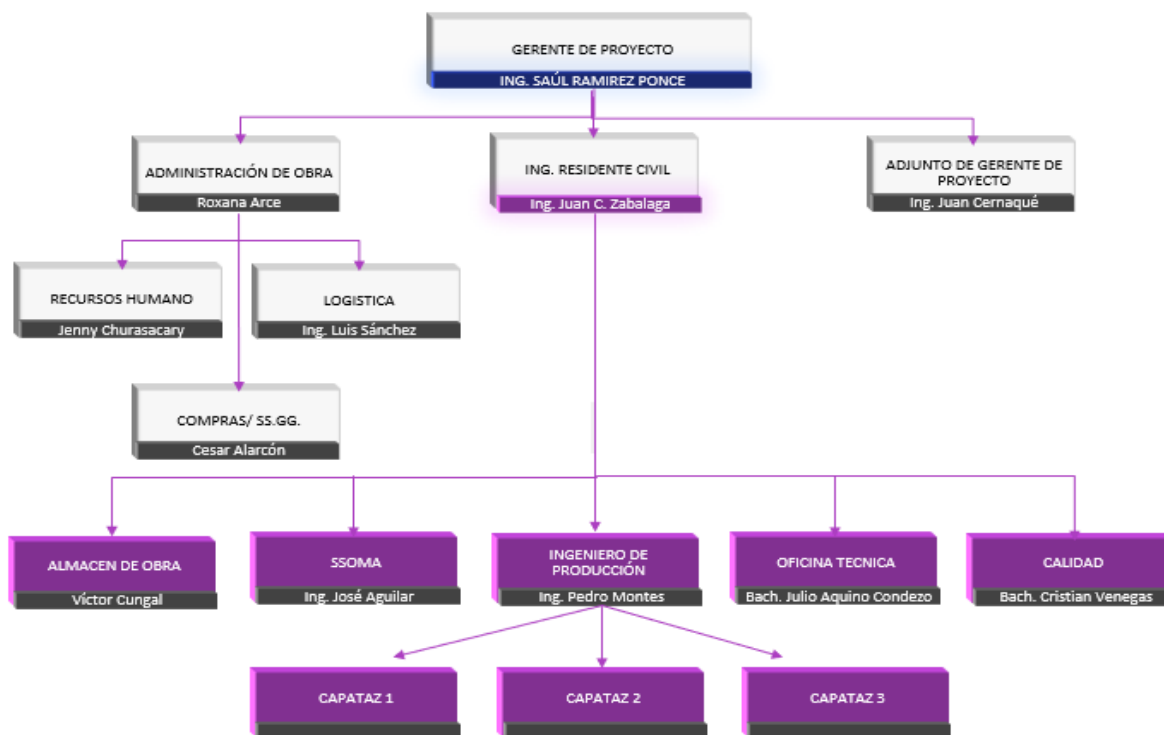 GERENTE DE PROYECTO
ING. SAÚL RAMIREZ PONCE
ADMINISTRACIÓN DE OBRA
Roxana Arce
ING. RESIDENTE CIVIL
Ing. Juan C. Zabalaga
ADJUNTO DE GERENTE DE
PROYECTO
Ing. Juan Cernaqué
RECURSOS HUMANO
Jenny Churasacary
LOGISTICA
Ing. Luis Sánchez
COMPRAS/ SS.GG.
Cesar Alarcón
ALMACEN DE OBRA
Víctor Cungal
SSOMA
Ing. José Aguilar
INGENIERO DE
PRODUCCIÓN
Ing. Pedro Montes
OFICINA TECNICA
Bach. Julio Aquino Condezo
CALIDAD
Bach. Cristian Venegas
CAPATAZ 1
CAPATAZ 2
CAPATAZ 3